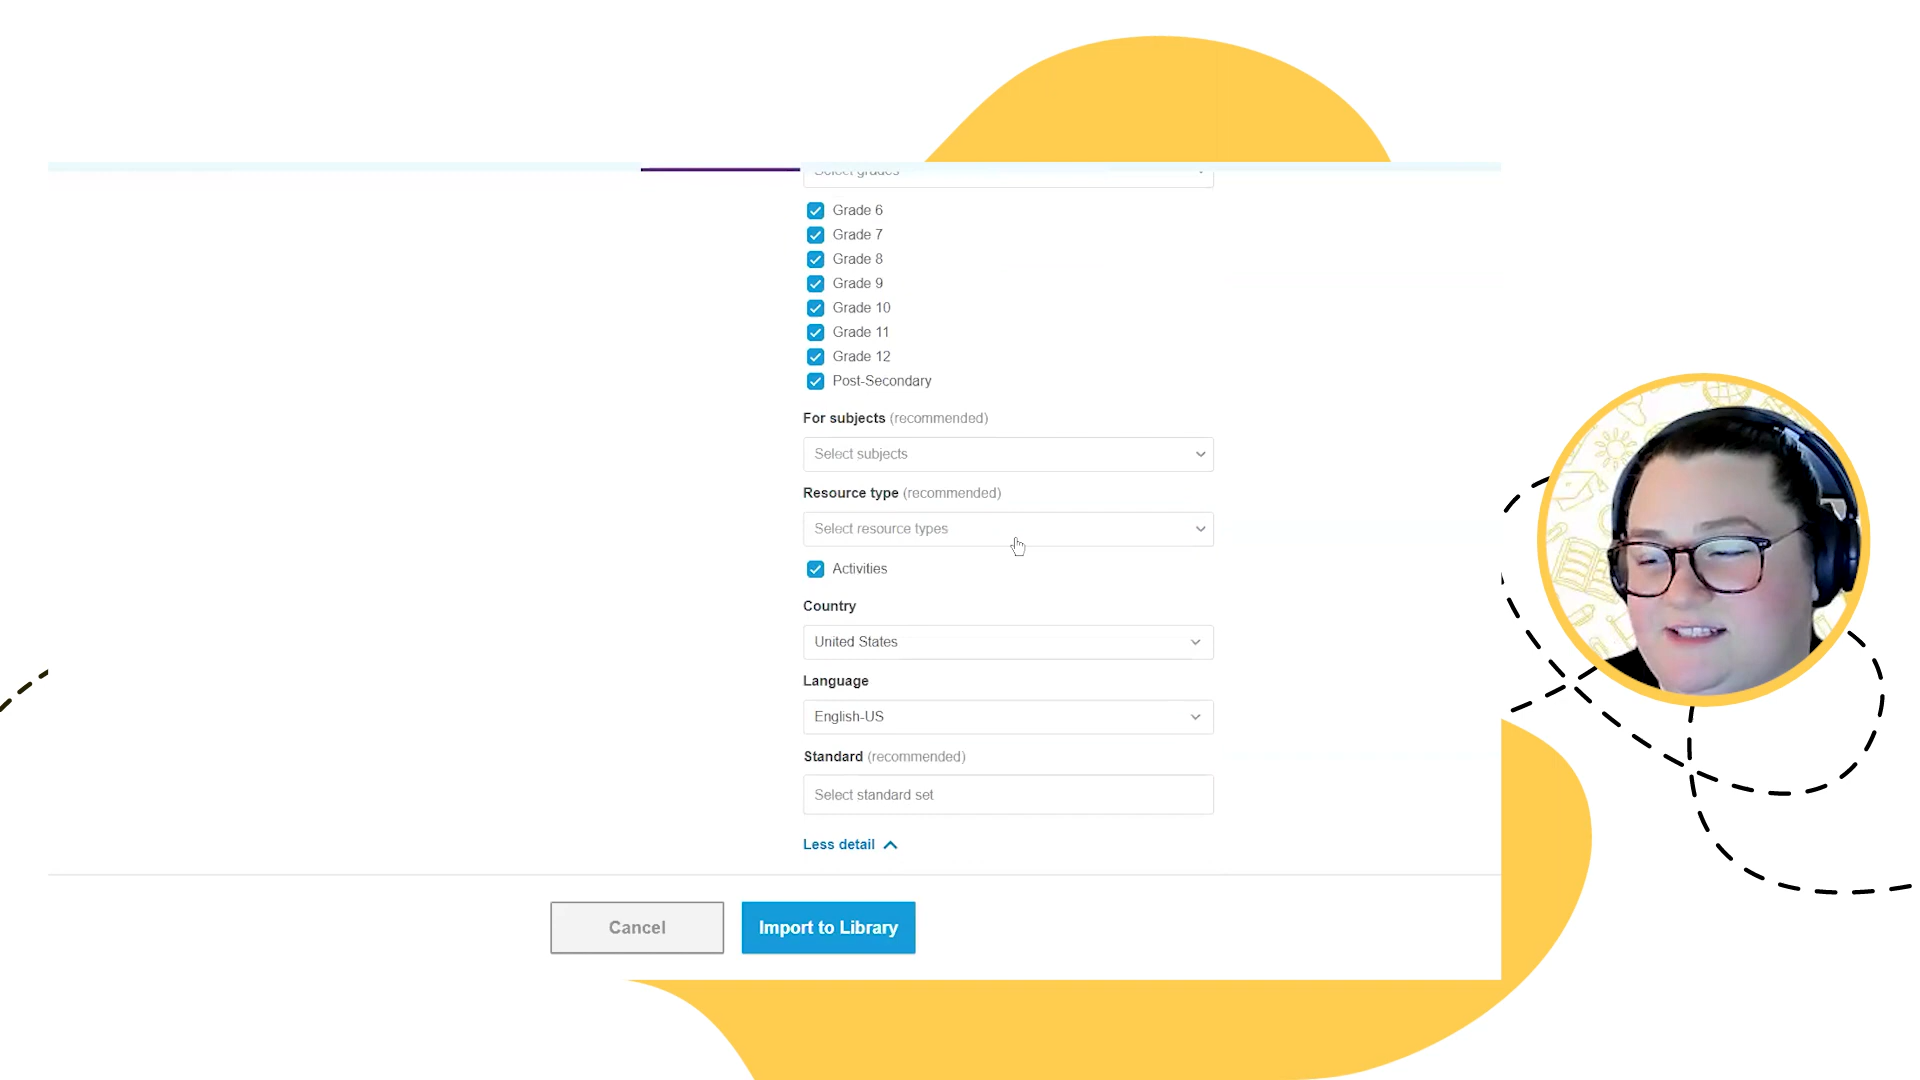 Select grades
Grade 6
Grade 7
Grade 8
Grade 9
Grade 10
Grade 11
Grade 12
Post-Secondary
For subjects (recommended)
Select subjects
Resource type (recommended)
Select resource types
Activities
Country
United States
Language
English-US
Standard (recommended)
Select standard set
Less detail
Cancel
Import to Library